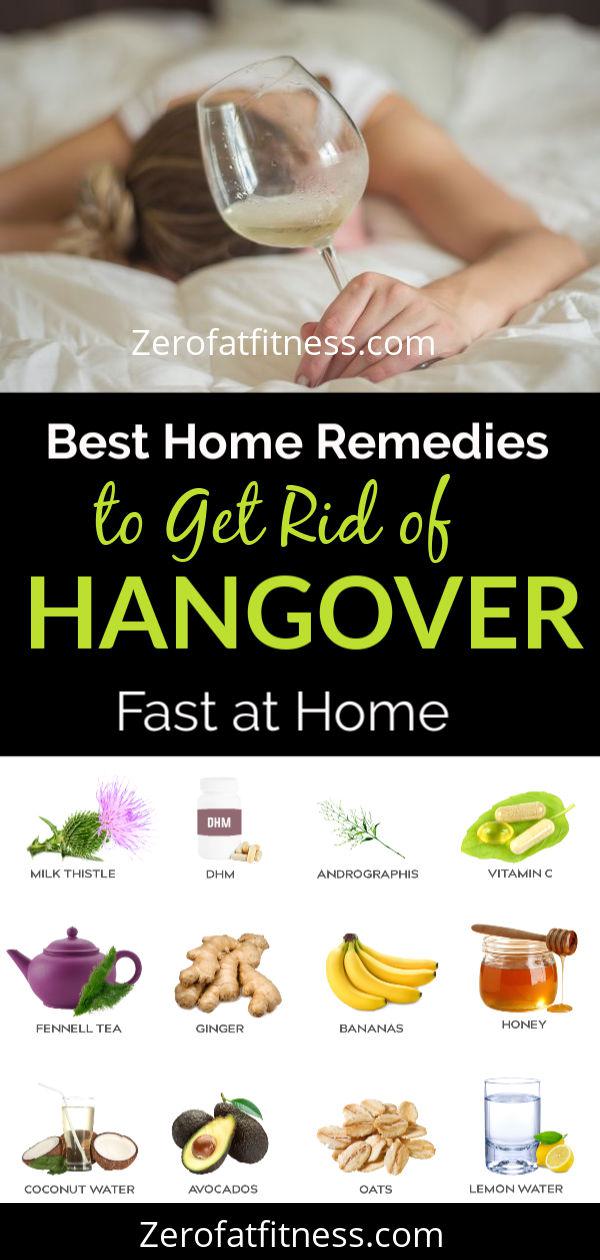 Zerofatfitness.com
Best Home Remedies
to Get Rid of
HANGOVER
Fast at Home
DHM
MILK THISTLE
DHM
ANDROGRAPHIS
VITAMIN C
FENNELL TEA
GINGER
BANANAS
HONEY
COCONUT WATER
AVOCADOS
OATS
LEMON WATER
Zerofatfitness.com